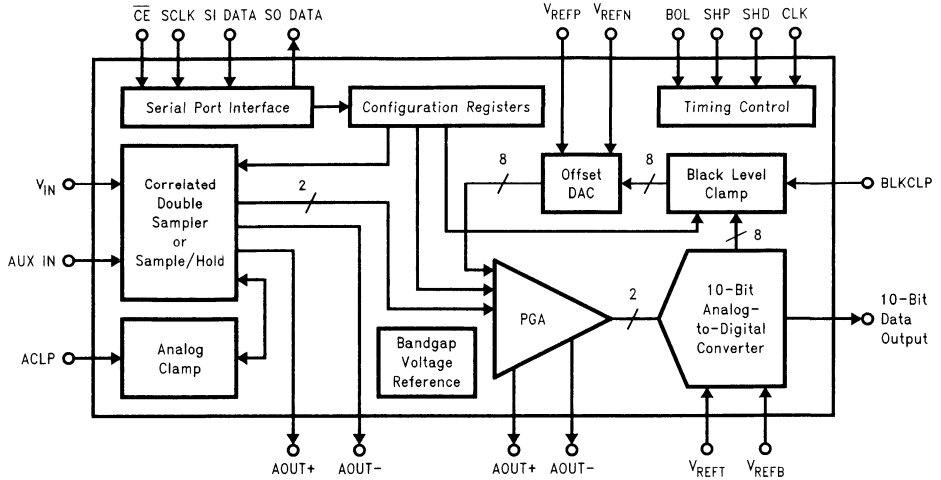 CE SCLK SI DATA SO DATA
VREFP VREFN
BOL SHP SHD CLK
Serial Port Interface
Configuration Registers
Timing Control
VIN
AUX IN
ACLP
Correlated
Double
Sampler
or
Sample/Hold
2
8
Offset
DAC
8
Black Level
Clamp
BLKCLP
8
Analog
Clamp
Bandgap
Voltage
Reference
PGA
2
10-Bit
Analog-
to-Digital
Converter
10-Bit
Data
Output
AOUT+ AOUT-
AOUT+ AOUT-
VREFT VREFB